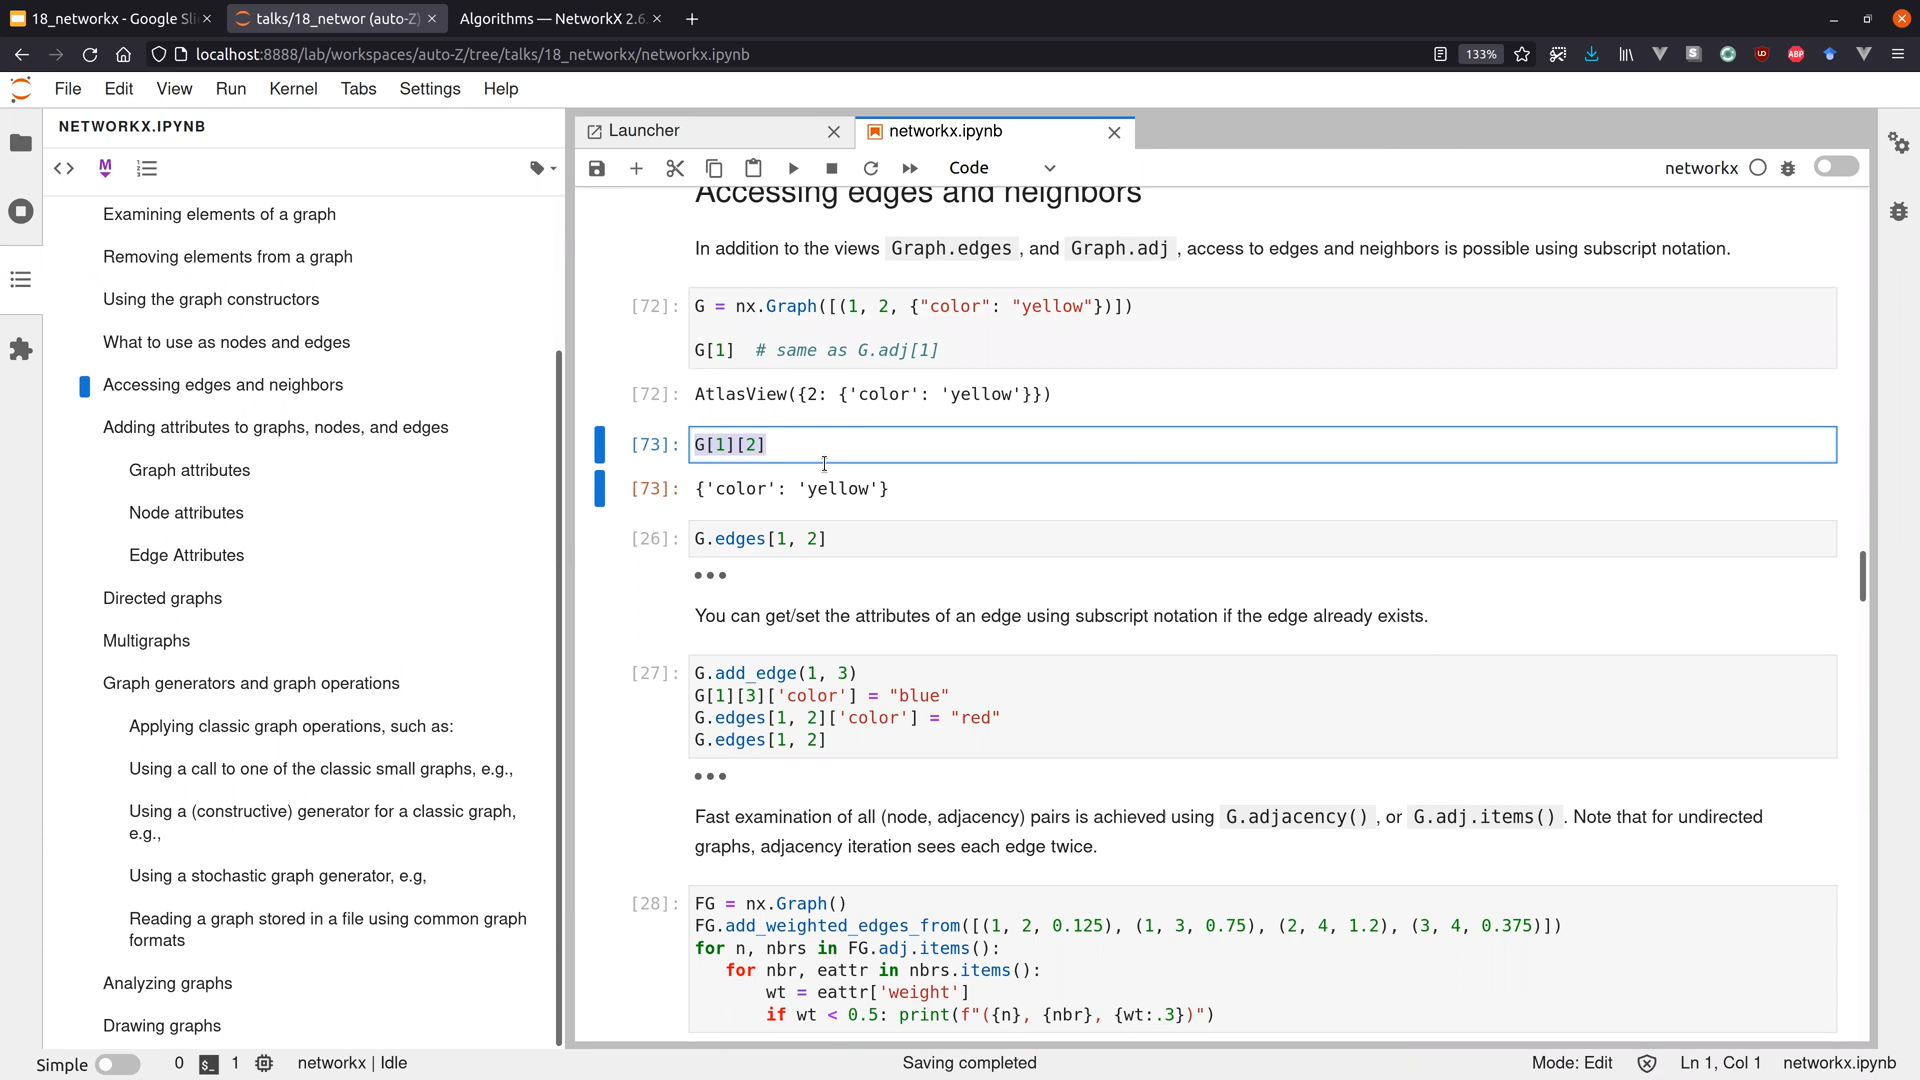 18_networkx - Google Sli
talks/18_networ (auto-Z)
Algorithms — NetworkX 2.6.
localhost:8888/lab/workspaces/auto-Z/tree/talks/18_networkx/networkx.ipynb
133%
File Edit View Run Kernel Tabs Settings Help
NETWORKX.IPYNB
Examining elements of a graph
Removing elements from a graph
Using the graph constructors
What to use as nodes and edges
Accessing edges and neighbors
Adding attributes to graphs, nodes, and edges
Graph attributes
Node attributes
Edge Attributes
Directed graphs
Multigraphs
Graph generators and graph operations
Applying classic graph operations, such as:
Using a call to one of the classic small graphs, e.g.,
Using a (constructive) generator for a classic graph,
e.g.,
Using a stochastic graph generator, e.g,
Reading a graph stored in a file using common graph
formats
Analyzing graphs
Drawing graphs
Launcher
networkx.ipynb
Code
networkx
Accessing edges and neighbors
In addition to the views Graph.edges , and Graph.adj , access to edges and neighbors is possible using subscript notation.
[72]: G = nx.Graph([(1, 2, {"color": "yellow"})])
G[1]  # same as G.adj[1]
[72]: AtlasView({2: {'color': 'yellow'}})
[73]: G[1][2]
[73]: {'color': 'yellow'}
[26]: G.edges[1, 2]
You can get/set the attributes of an edge using subscript notation if the edge already exists.
[27]: G.add_edge(1, 3)
G[1][3]['color'] = "blue"
G.edges[1, 2]['color'] = "red"
G.edges[1, 2]
Fast examination of all (node, adjacency) pairs is achieved using G.adjacency() , or G.adj.items() . Note that for undirected
graphs, adjacency iteration sees each edge twice.
[28]: FG = nx.Graph()
FG.add_weighted_edges_from([(1, 2, 0.125), (1, 3, 0.75), (2, 4, 1.2), (3, 4, 0.375)])
for n, nbrs in FG.adj.items():
for nbr, eattr in nbrs.items():
wt = eattr['weight']
if wt < 0.5: print(f"({n}, {nbr}, {wt:.3})")
Simple 0 1 networkx | Idle
Saving completed
Mode: Edit Ln 1, Col 1 networkx.ipynb